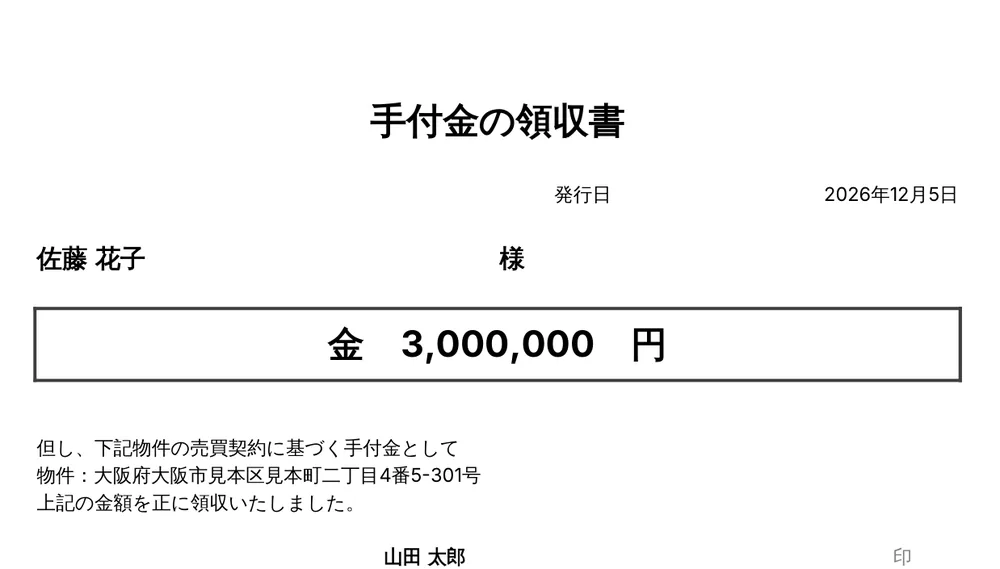 手付金の領収書
発行日 2026年12月5日
佐藤 花子 様
金 3,000,000 円
但し、下記物件の売買契約に基づく手付金として
物件：大阪府大阪市見本区見本町二丁目4番5-301号
上記の金額を正に領収いたしました。
山田 太郎 印